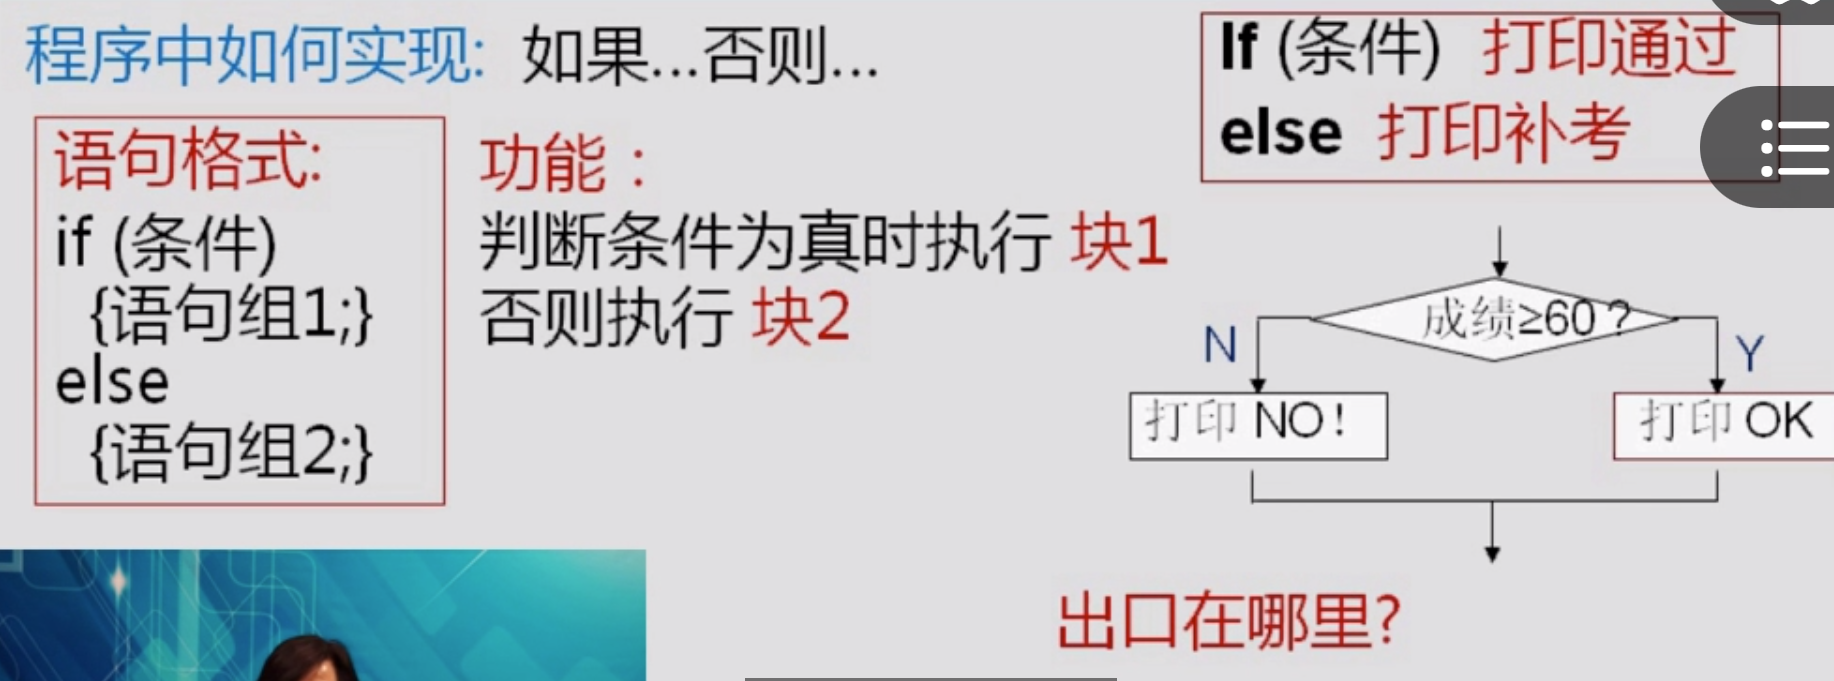 程序中如何实现: 如果...否则...
语句格式:
if (条件)
{语句组1;}
else
{语句组2;}
功能：
判断条件为真时执行 块1
否则执行 块2
If (条件) 打印通过
else 打印补考
成绩≥60？
N
Y
打印 NO！
打印 OK
出口在哪里?